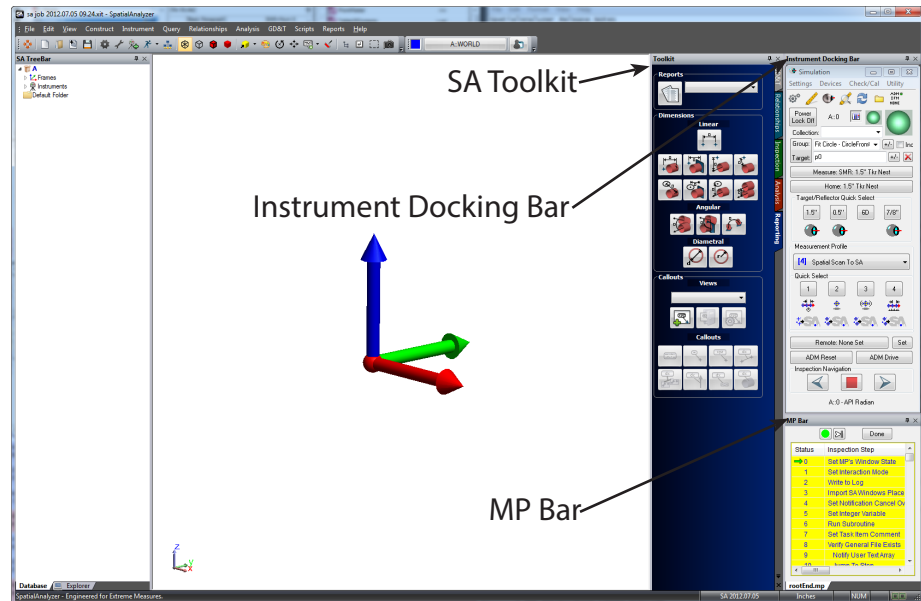 sa job 2012.07.05 09.24.xit - SpatialAnalyzer
File Edit View Construct Instrument Query Relationships Analysis GD&T Scripts Reports Help
A::WORLD
SA TreeBar
A
Frames
Instruments
Default Folder
Database
Explorer
SpatialAnalyzer - Engineered for Extreme Measures.
SA Toolkit
Instrument Docking Bar
MP Bar
Toolkit
Reports
Dimensions
Linear
Angular
Diametral
Callouts
Views
Callouts
Relationships
Inspection
Analysis
Reporting
Instrument Docking Bar
Simulation
Settings Devices Check/Cal Utility
Power
Lock Off
A::0
Collection:
Group: Fit Circle - CircleFromF
+/-
Inc
Target: p0
+/-
Measure: SMR: 1.5" Tkr Nest
Home: 1.5" Tkr Nest
Target/Reflector Quick Select
1.5" 0.5" 6D 7/8"
Measurement Profile
[4] Spatial Scan To SA
Quick Select
1 2 3 4
Remote: None Set
Set
ADM Reset
ADM Drive
Inspection Navigation
A::0 - API Radian
MP Bar
Done
Status Inspection Step
0 Set MP's Window State
1 Set Interaction Mode
2 Write to Log
3 Import SA Windows Place
4 Set Notification Cancel Ov
5 Set Integer Variable
6 Run Subroutine
7 Set Task Item Comment
8 Verify General File Exists
9 Notify User Text Array
10 Jump To Step
rootEnd.mp
SA 2012.07.05
Inches
NUM